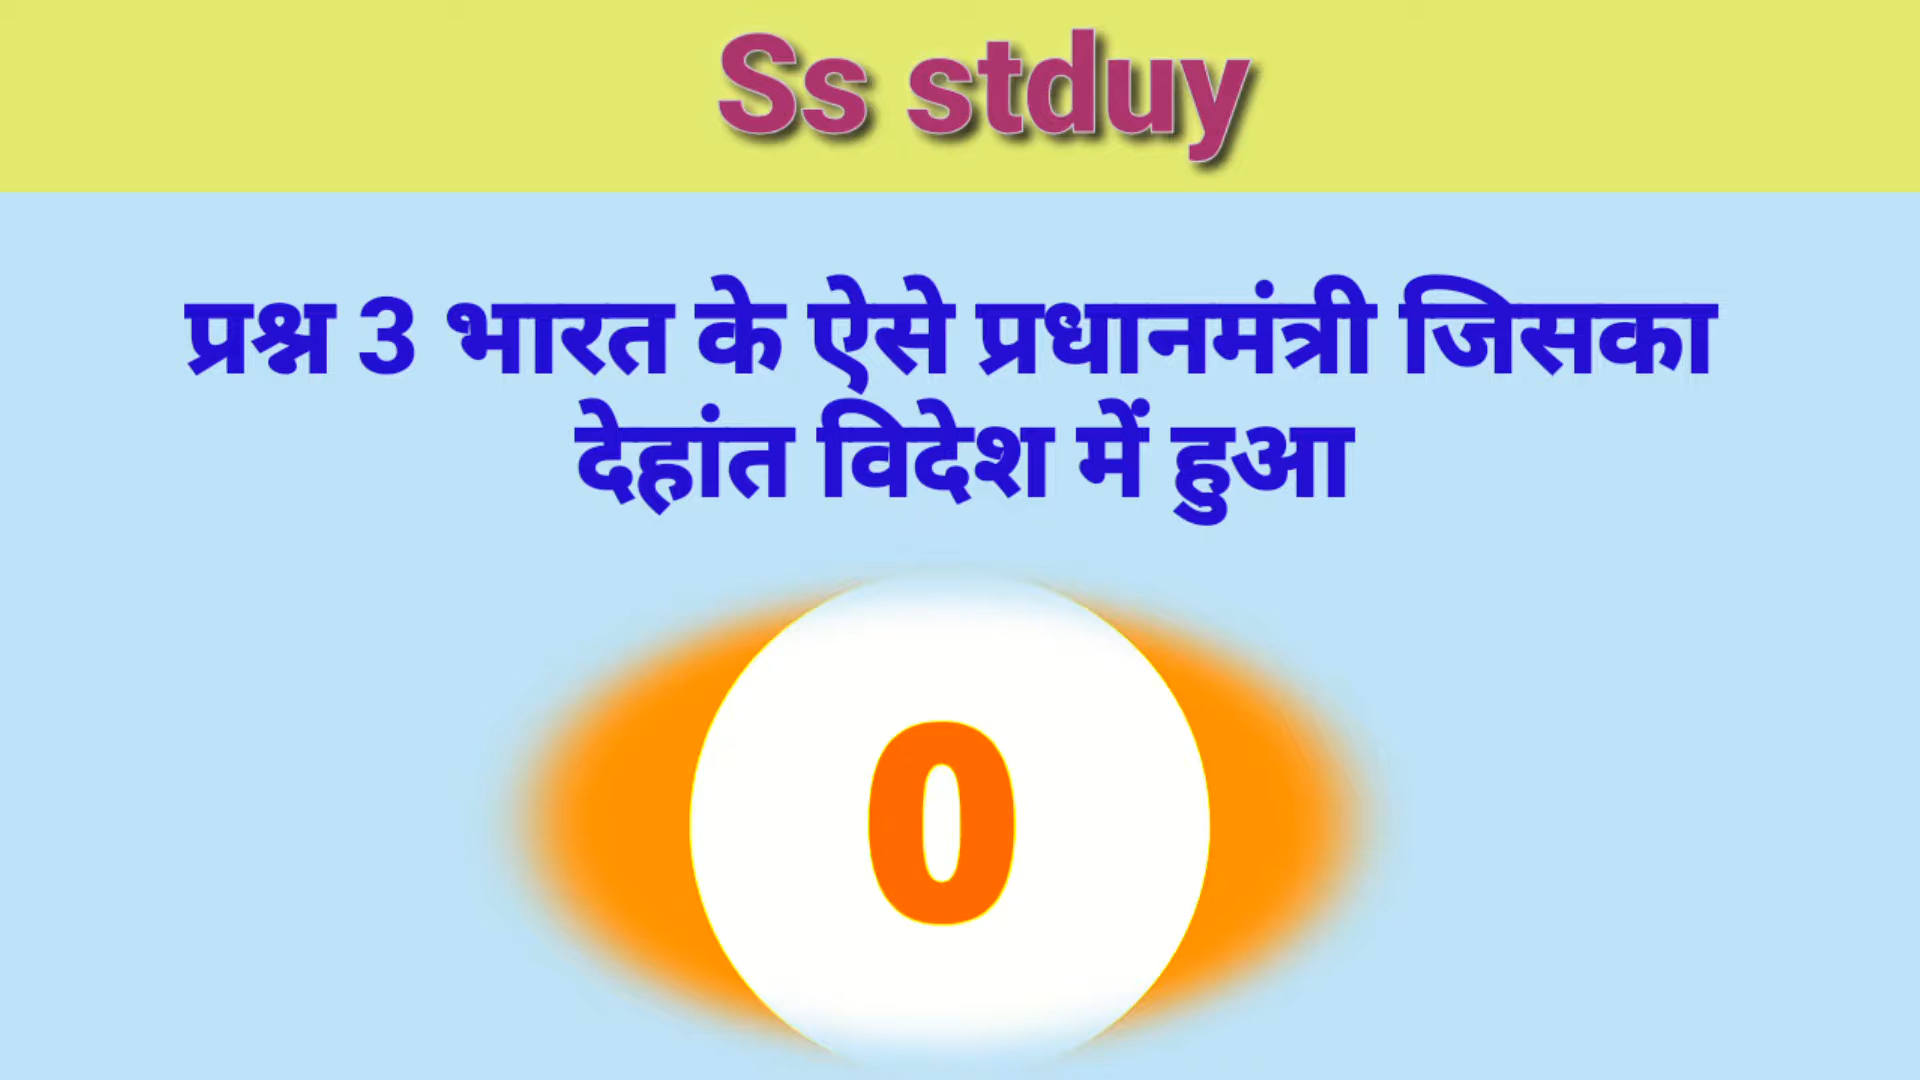 Ss stduy
प्रश्न 3 भारत के ऐसे प्रधानमंत्री जिसका
देहांत विदेश में हुआ
0